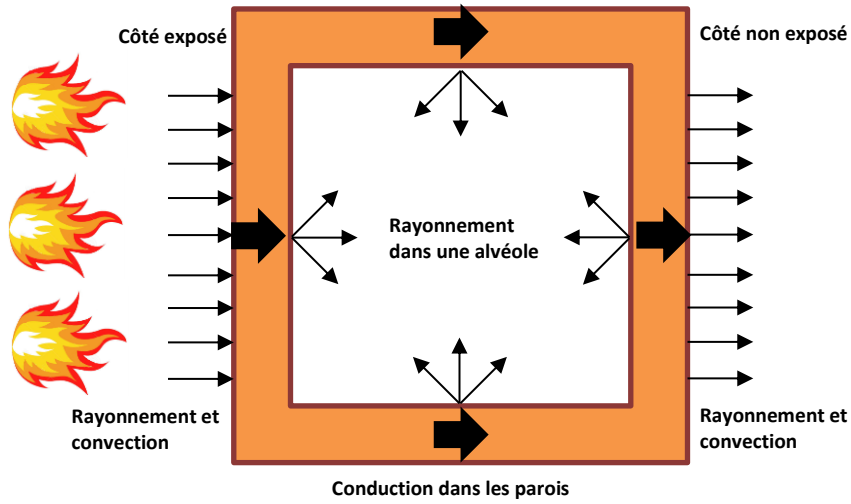 Côté exposé
Côté non exposé
Rayonnement
dans une alvéole
Rayonnement et
convection
Rayonnement et
convection
Conduction dans les parois